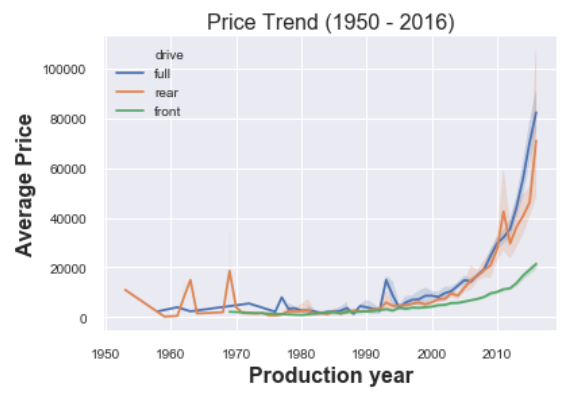 Price Trend (1950 - 2016)
drive
full
rear
front
100000
80000
60000
40000
20000
0
Average Price
1950 1960 1970 1980 1990 2000 2010
Production year